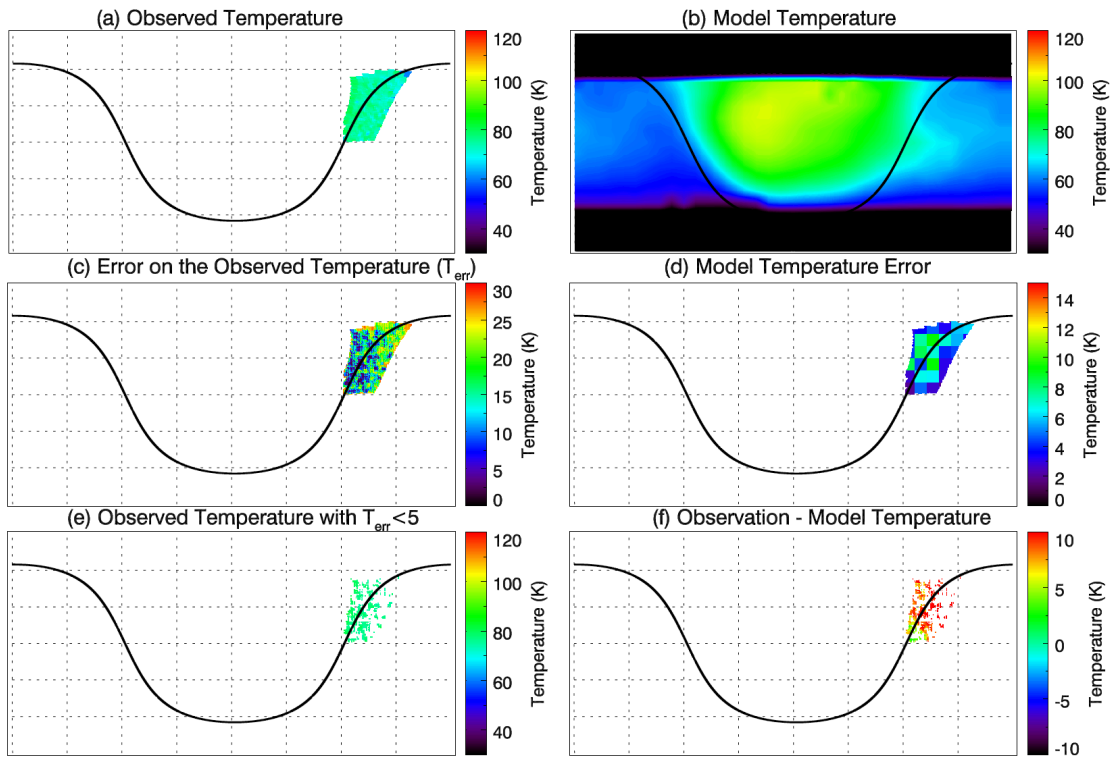 (a) Observed Temperature
120
100
80
60
40
Temperature (K)
(b) Model Temperature
120
100
80
60
40
Temperature (K)
(c) Error on the Observed Temperature (T_err)
30
25
20
15
10
5
0
Temperature (K)
(d) Model Temperature Error
14
12
10
8
6
4
2
0
Temperature (K)
(e) Observed Temperature with T_err<5
120
100
80
60
40
Temperature (K)
(f) Observation - Model Temperature
10
5
0
-5
-10
Temperature (K)